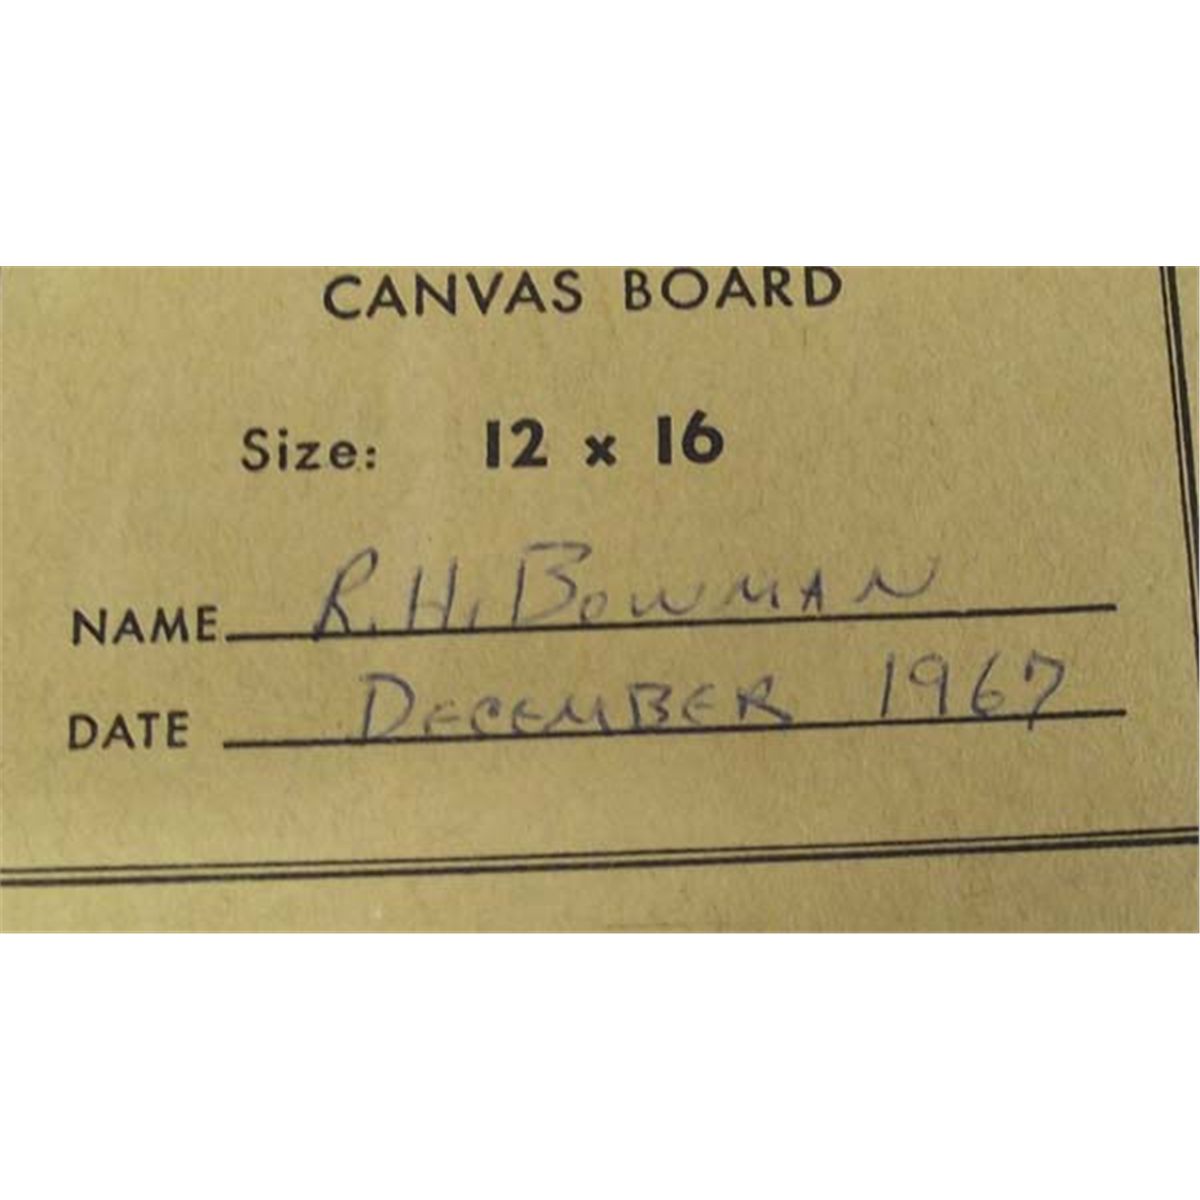 CANVAS BOARD
Size: 12 x 16
NAME R. H. BOWMAN
DATE DECEMBER 1967